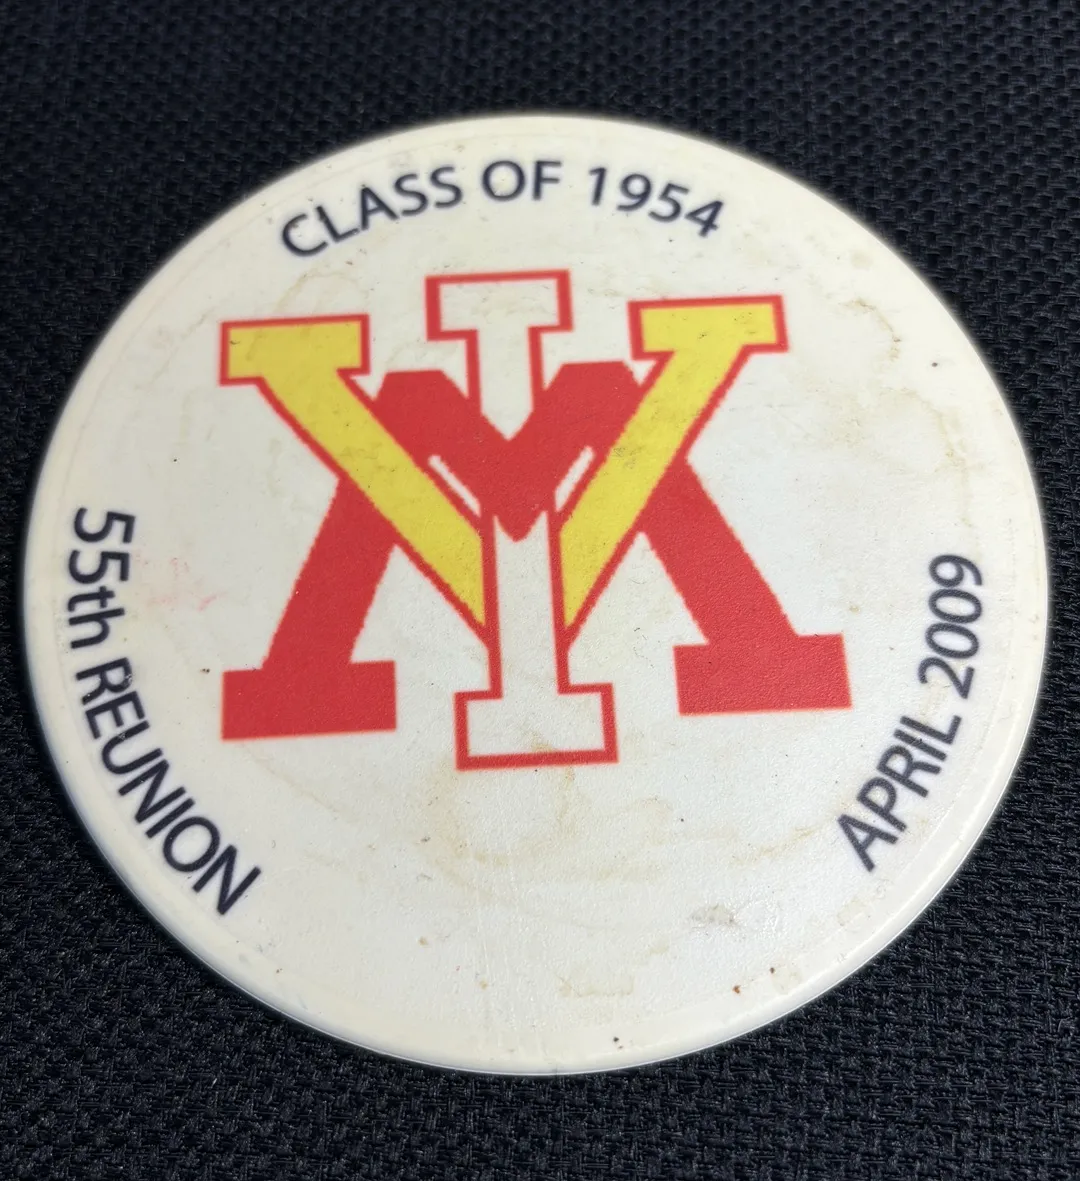 CLASS OF 1954
VMI
55th REUNION
APRIL 2009